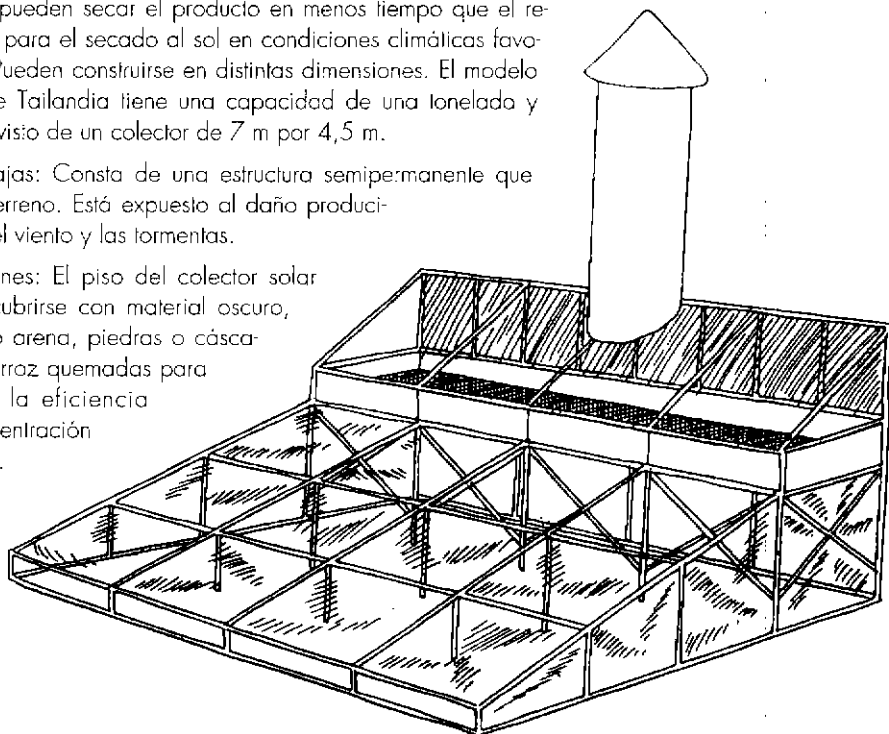 pueden secar el producto en menos tiempo que el re-
para el secado al sol en condiciones climáticas favo-
Pueden construirse en distintas dimensiones. El modelo
e Tailandia tiene una capacidad de una tonelada y
visto de un colector de 7 m por 4,5 m.
ajas: Consta de una estructura semipermanente que
erreno. Está expuesto al daño produci-
el viento y las tormentas.
nes: El piso del colector solar
cubrirse con material oscuro,
o arena, piedras o cásca-
rroz quemadas para
la eficiencia
entración
.